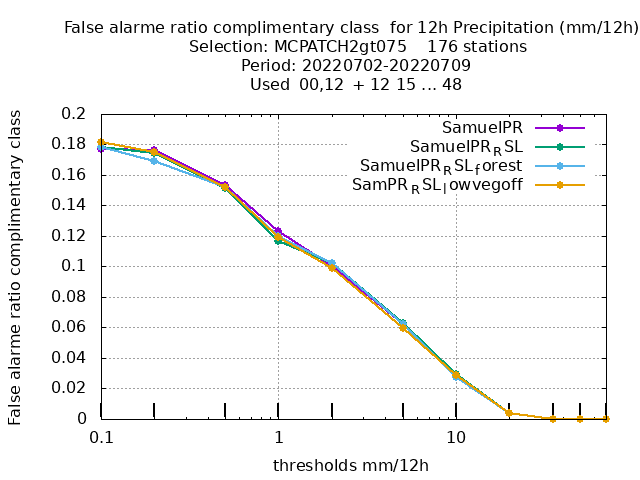 False alarme ratio complimentary class  for 12h Precipitation (mm/12h)
Selection: MCPATCH2gt075    176 stations
Period: 20220702-20220709
Used  00,12  + 12 15 ... 48
False alarme ratio complimentary class
0.2
0.18
0.16
0.14
0.12
0.1
0.08
0.06
0.04
0.02
0
SamuelPR
SamuelPR_RSL
SamuelPR_RSL_forest
SamPR_RSL_lowvegoff
0.1
1
10
thresholds mm/12h